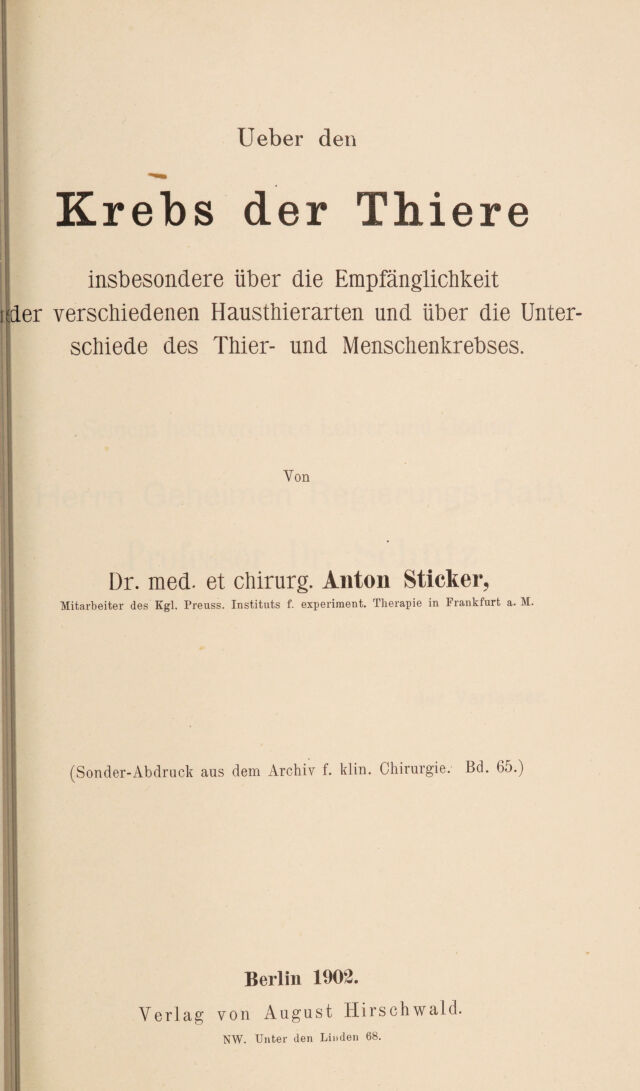 Ueber den
Krebs der Thiere
insbesondere über die Empfänglichkeit
der verschiedenen Hausthierarten und über die Unter-
schiede des Thier- und Menschenkrebses.
Von
Dr. med. et chirurg. Anton Sticker,
Mitarbeiter des Kgl. Preuss. Instituts f. experiment. Therapie in Frankfurt a. M.
(Sonder-Abdruck aus dem Archiv f. klin. Chirurgie. Bd. 65.)
Berlin 1902.
Verlag von August Hirschwald.
NW. Unter den Linden 68.